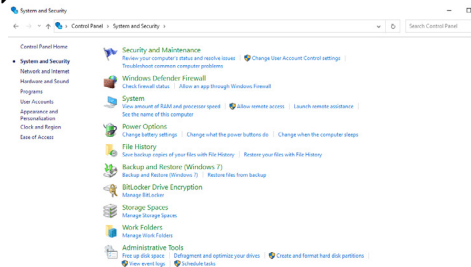 System and Security
Control Panel > System and Security >
Search Control Panel
Control Panel Home
System and Security
Network and Internet
Hardware and Sound
Programs
User Accounts
Appearance and
Personalization
Clock and Region
Ease of Access
Security and Maintenance
Review your computer's status and resolve issues | Change User Account Control settings |
Troubleshoot common computer problems
Windows Defender Firewall
Check firewall status | Allow an app through Windows Firewall
System
View amount of RAM and processor speed | Allow remote access | Launch remote assistance |
See the name of this computer
Power Options
Change battery settings | Change what the power buttons do | Change when the computer sleeps
File History
Save backup copies of your files with File History | Restore your files with File History
Backup and Restore (Windows 7)
Backup and Restore (Windows 7) | Restore files from backup
BitLocker Drive Encryption
Manage BitLocker
Storage Spaces
Manage Storage Spaces
Work Folders
Manage Work Folders
Administrative Tools
Free up disk space | Defragment and optimize your drives | Create and format hard disk partitions |
View event logs | Schedule tasks